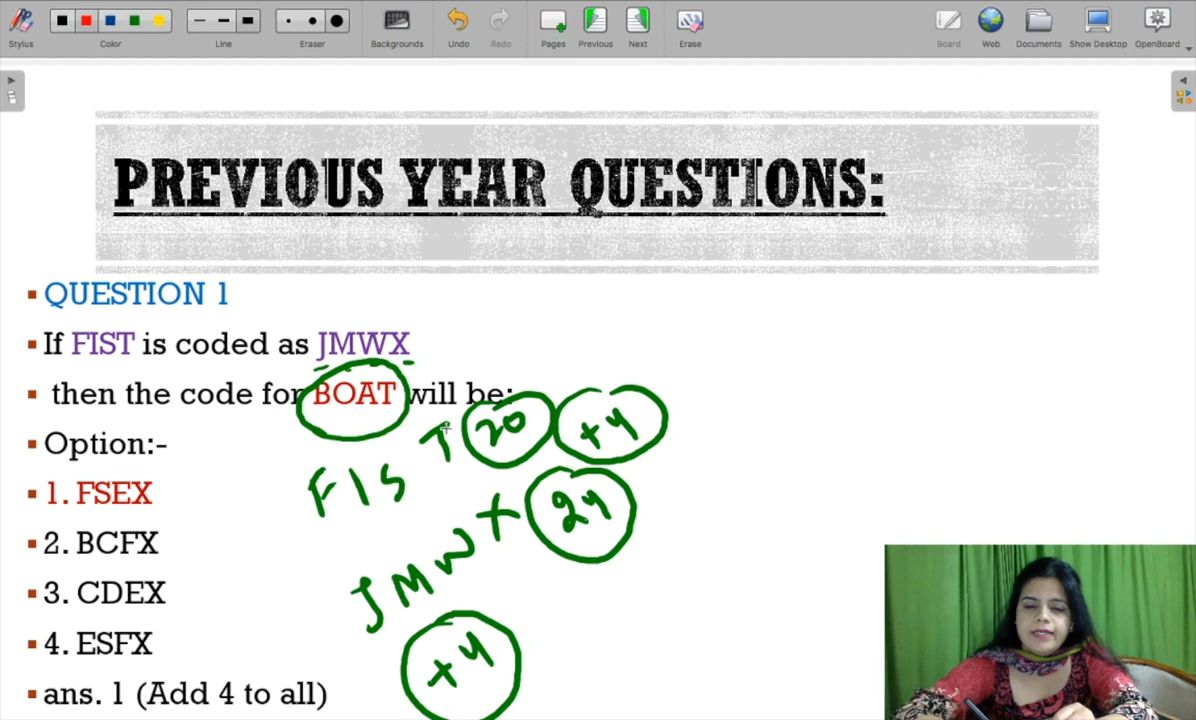 Stylus
Color
Line
Eraser
Backgrounds
Undo
Redo
Pages
Previous
Next
Erase
Board
Web
Documents
Show Desktop
OpenBoard
PREVIOUS YEAR QUESTIONS:
QUESTION 1
If FIST is coded as JMWX
then the code for BOAT will be:
Option:-
1. FSEX
2. BCFX
3. CDEX
4. ESFX
ans. 1 (Add 4 to all)
FIST 20 +4
JMWX 24
+4